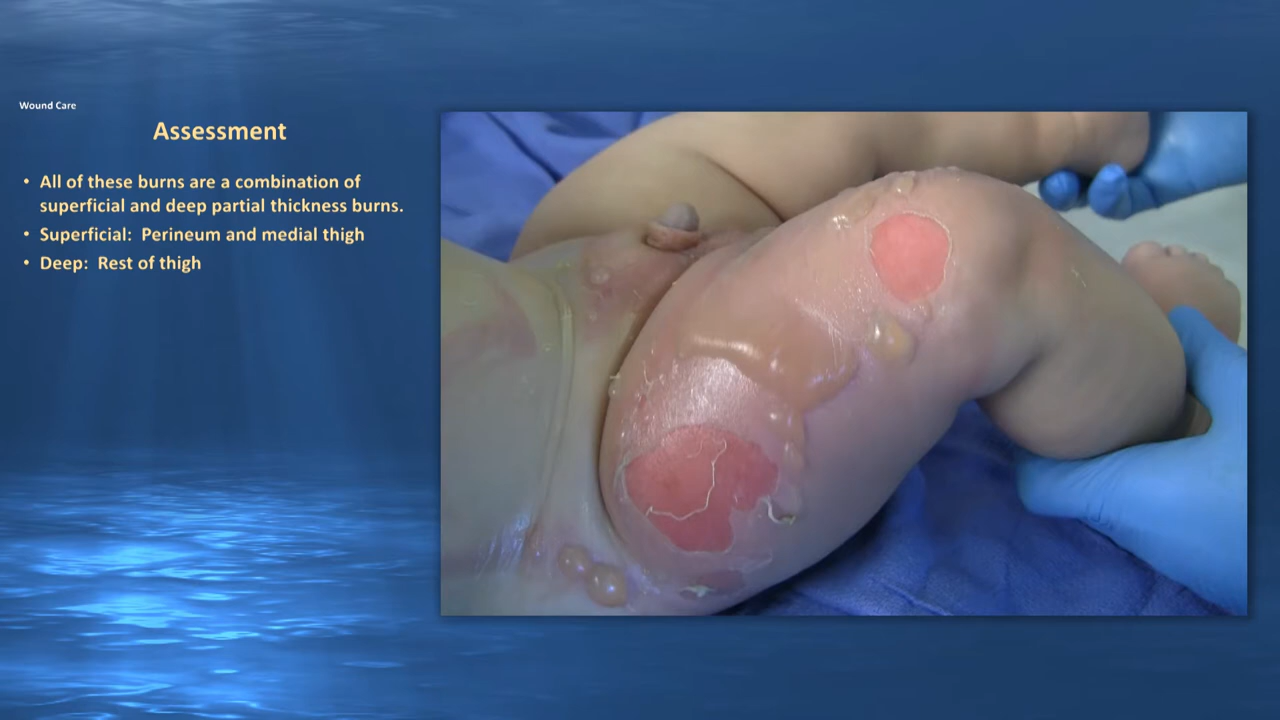 Wound Care
Assessment
• All of these burns are a combination of
superficial and deep partial thickness burns.
• Superficial:  Perineum and medial thigh
• Deep:  Rest of thigh